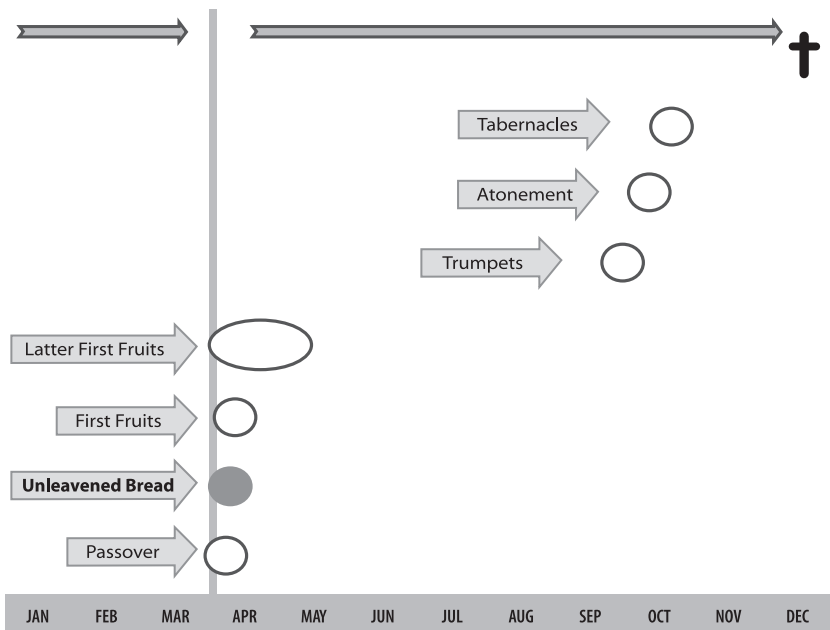 Tabernacles
Atonement
Trumpets
Latter First Fruits
First Fruits
Unleavened Bread
Passover
JAN FEB MAR APR MAY JUN JUL AUG SEP OCT NOV DEC